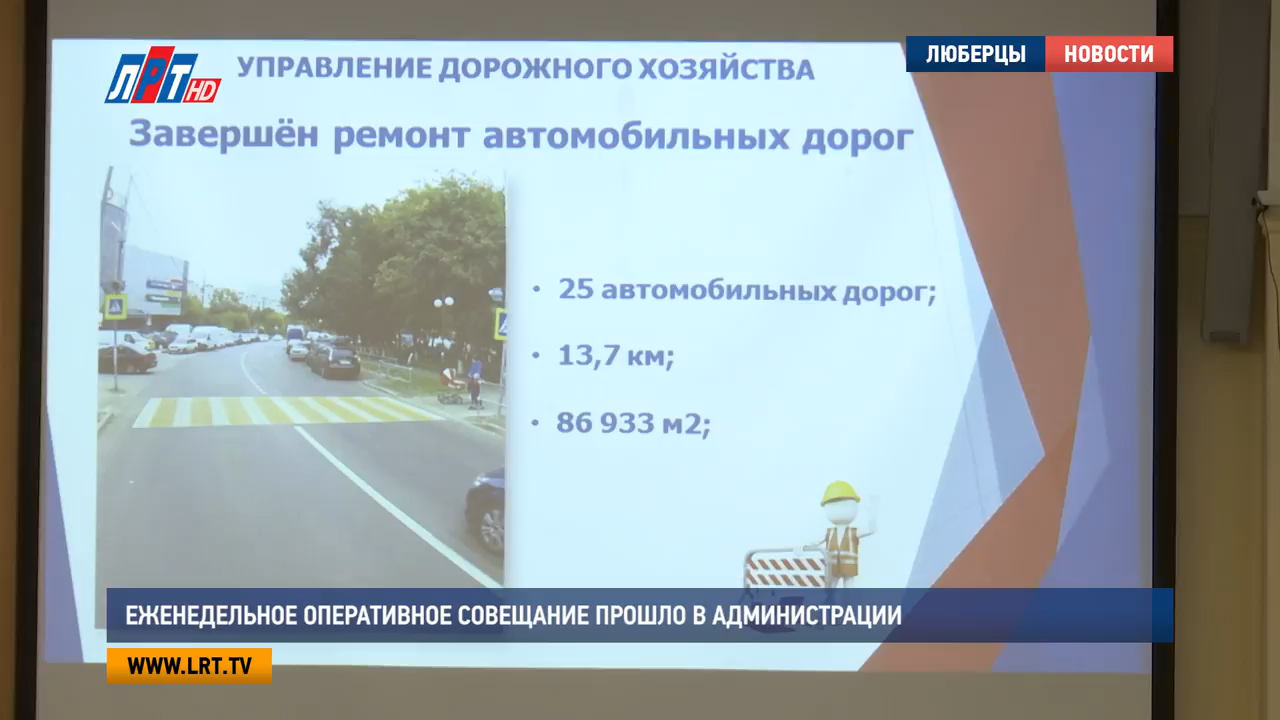 ЛРТ HD
УПРАВЛЕНИЕ ДОРОЖНОГО ХОЗЯЙСТВА
ЛЮБЕРЦЫ НОВОСТИ
Завершён ремонт автомобильных дорог
• 25 автомобильных дорог;
• 13,7 км;
• 86 933 м2;
ЕЖЕНЕДЕЛЬНОЕ ОПЕРАТИВНОЕ СОВЕЩАНИЕ ПРОШЛО В АДМИНИСТРАЦИИ
WWW.LRT.TV